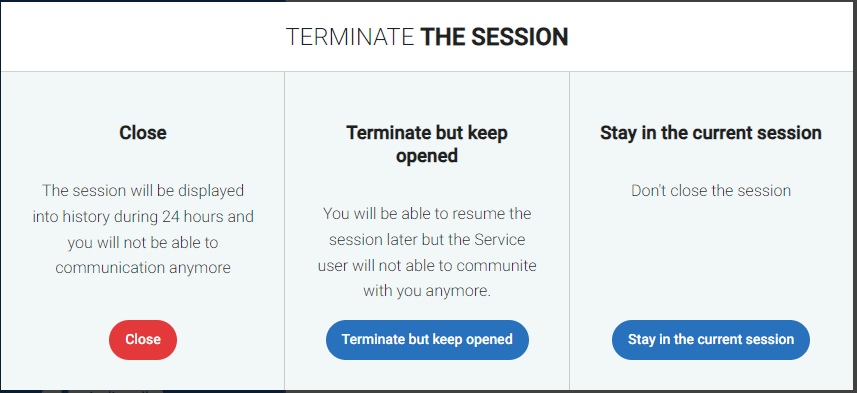 TERMINATE THE SESSION
Close
The session will be displayed
into history during 24 hours and
you will not be able to
communication anymore
Close
Terminate but keep
opened
You will be able to resume the
session later but the Service
user will not able to communite
with you anymore.
Terminate but keep opened
Stay in the current session
Don't close the session
Stay in the current session